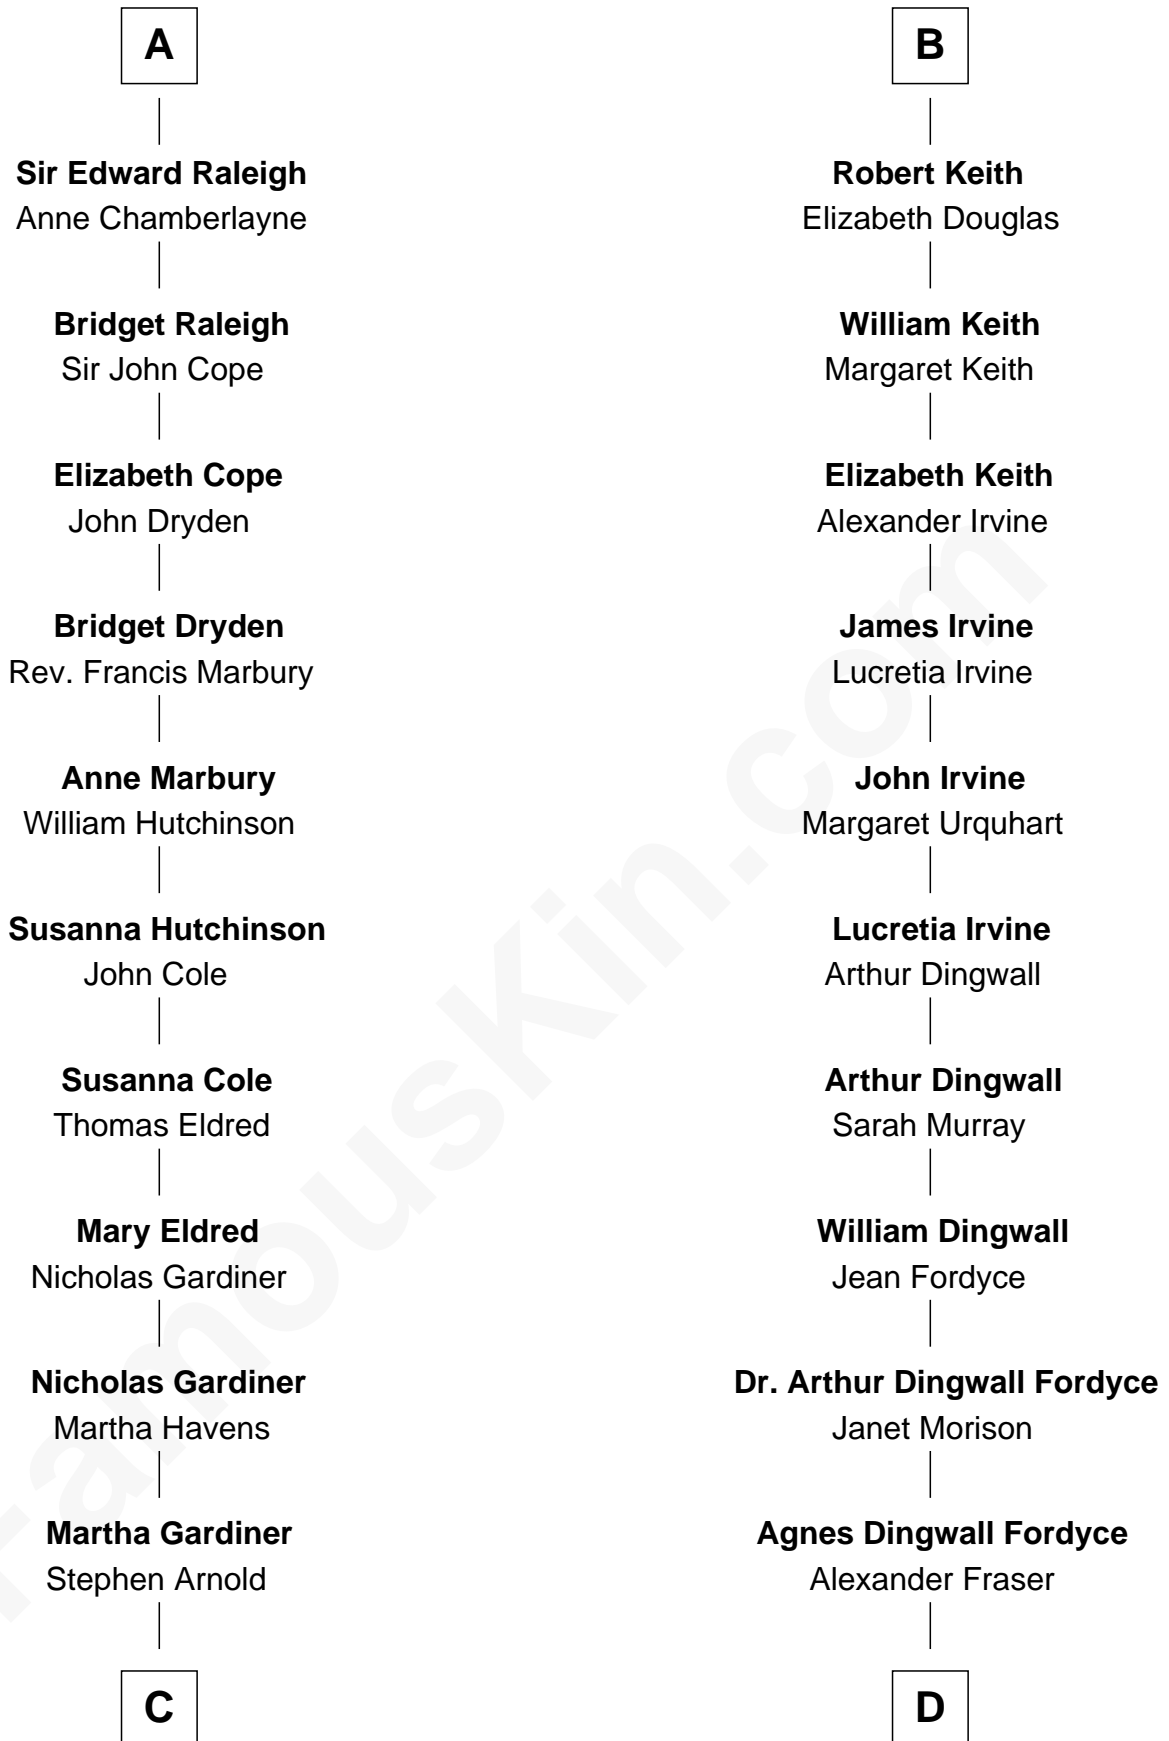 A
Sir Edward Raleigh
Anne Chamberlayne
Bridget Raleigh
Sir John Cope
Elizabeth Cope
John Dryden
Bridget Dryden
Rev. Francis Marbury
Anne Marbury
William Hutchinson
Susanna Hutchinson
John Cole
Susanna Cole
Thomas Eldred
Mary Eldred
Nicholas Gardiner
Nicholas Gardiner
Martha Havens
Martha Gardiner
Stephen Arnold
C
B
Robert Keith
Elizabeth Douglas
William Keith
Margaret Keith
Elizabeth Keith
Alexander Irvine
James Irvine
Lucretia Irvine
John Irvine
Margaret Urquhart
Lucretia Irvine
Arthur Dingwall
Arthur Dingwall
Sarah Murray
William Dingwall
Jean Fordyce
Dr. Arthur Dingwall Fordyce
Janet Morison
Agnes Dingwall Fordyce
Alexander Fraser
D
FamousKin.com